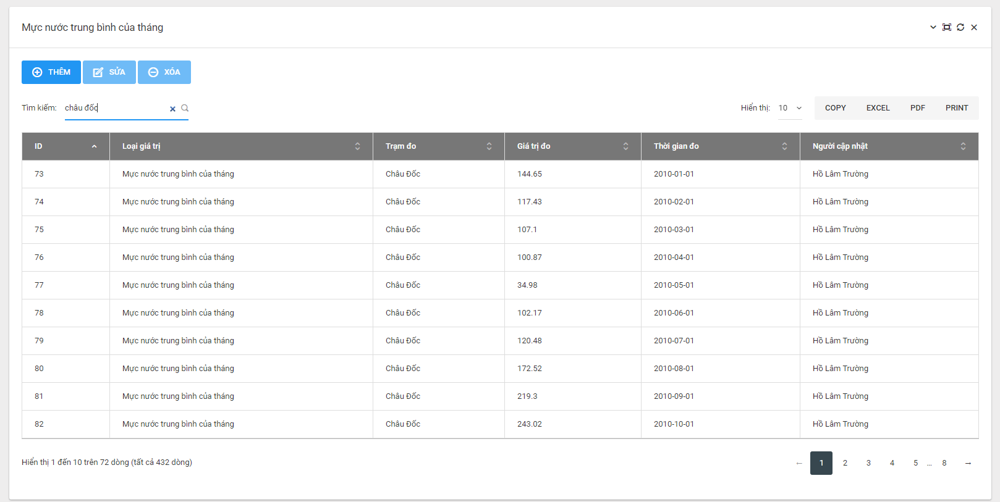 Mực nước trung bình của tháng
THÊM SỬA XÓA
Tìm kiếm: châu đốc Hiển thị: 10 COPY EXCEL PDF PRINT
ID Loại giá trị Trạm đo Giá trị đo Thời gian đo Người cập nhật
73 Mực nước trung bình của tháng Châu Đốc 144.65 2010-01-01 Hồ Lâm Trường
74 Mực nước trung bình của tháng Châu Đốc 117.43 2010-02-01 Hồ Lâm Trường
75 Mực nước trung bình của tháng Châu Đốc 107.1 2010-03-01 Hồ Lâm Trường
76 Mực nước trung bình của tháng Châu Đốc 100.87 2010-04-01 Hồ Lâm Trường
77 Mực nước trung bình của tháng Châu Đốc 34.98 2010-05-01 Hồ Lâm Trường
78 Mực nước trung bình của tháng Châu Đốc 102.17 2010-06-01 Hồ Lâm Trường
79 Mực nước trung bình của tháng Châu Đốc 120.48 2010-07-01 Hồ Lâm Trường
80 Mực nước trung bình của tháng Châu Đốc 172.52 2010-08-01 Hồ Lâm Trường
81 Mực nước trung bình của tháng Châu Đốc 219.3 2010-09-01 Hồ Lâm Trường
82 Mực nước trung bình của tháng Châu Đốc 243.02 2010-10-01 Hồ Lâm Trường
Hiển thị 1 đến 10 trên 72 dòng (tất cả 432 dòng) ← 1 2 3 4 5 ... 8 →